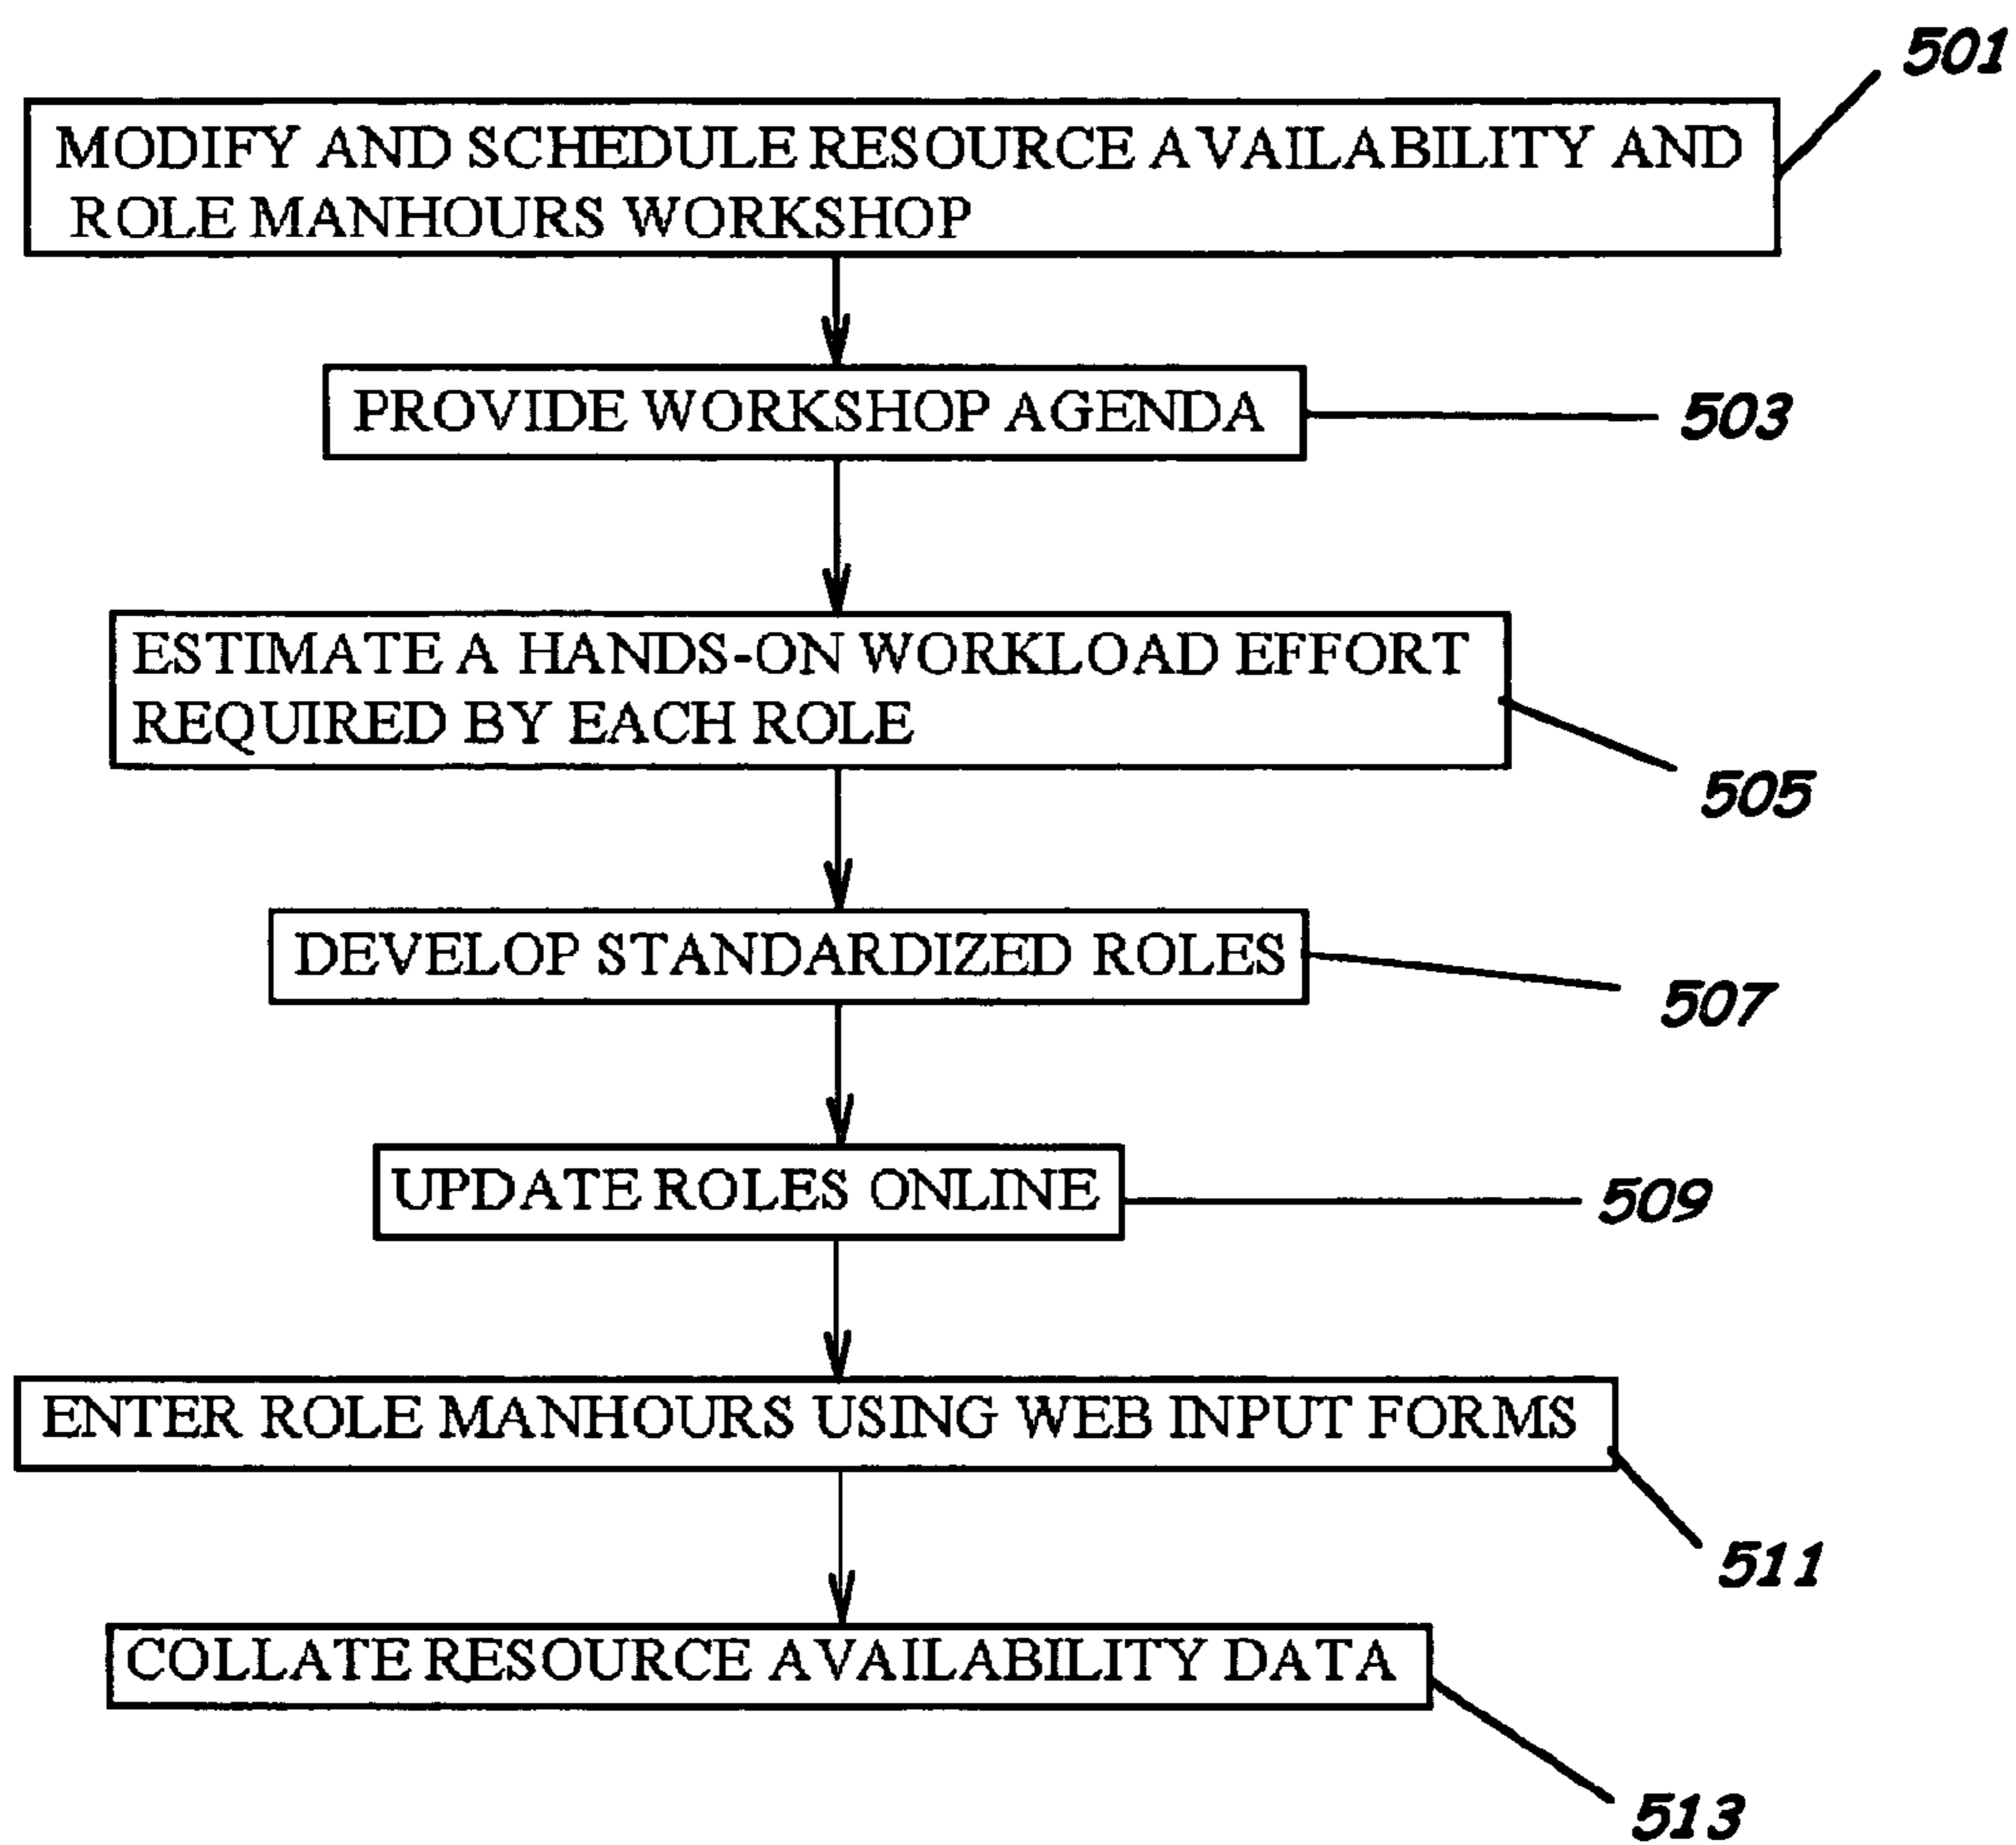 501
MODIFY AND SCHEDULE RESOURCE AVAILABILITY AND
ROLE MANHOURS WORKSHOP
PROVIDE WORKSHOP AGENDA
503
ESTIMATE A HANDS-ON WORKLOAD EFFORT
REQUIRED BY EACH ROLE
505
DEVELOP STANDARDIZED ROLES
507
UPDATE ROLES ONLINE
509
ENTER ROLE MANHOURS USING WEB INPUT FORMS
511
COLLATE RESOURCE AVAILABILITY DATA
513